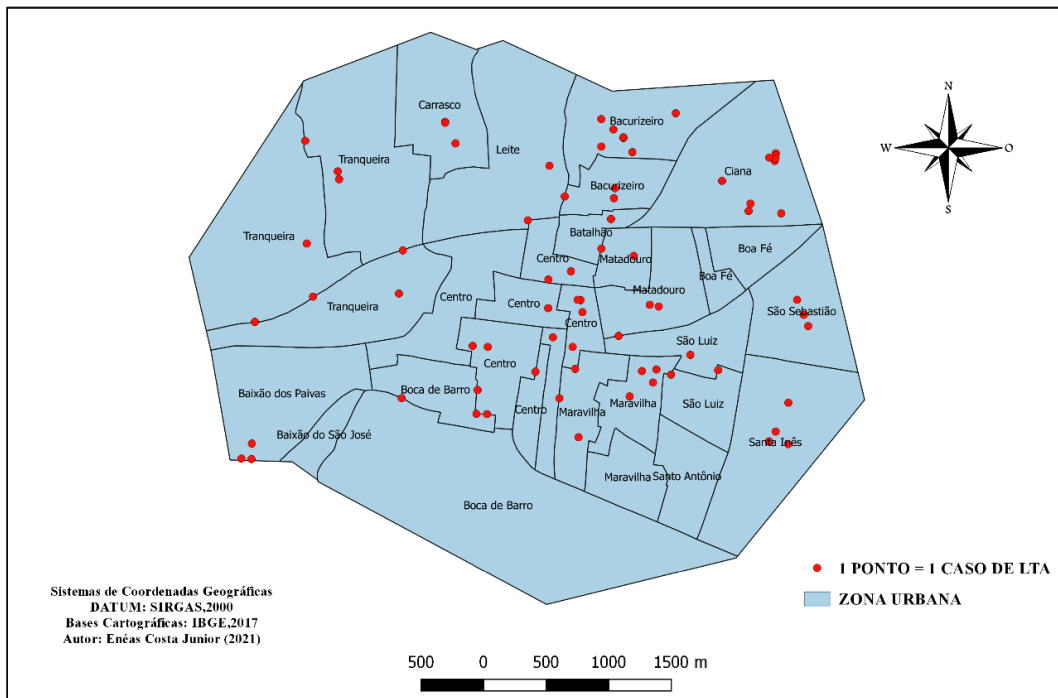 N
W
O
S
Carrasco
Bacurizeiro
Leite
Tranqueira
Ciana
Bacurizeiro
Tranqueira
Batalhão
Boa Fé
Centro
Matadouro
Boa Fé
Matadouro
Centro
Centro
Tranqueira
Centro
São Sebastião
São Luiz
Centro
Baixão dos Paivas
Boca de Barro
Maravilha
São Luiz
Centro
Maravilha
Baixão do São José
Santa Inês
Maravilha
Santo Antônio
Boca de Barro
1 PONTO = 1 CASO DE LTA
ZONA URBANA
Sistemas de Coordenadas Geográficas
DATUM: SIRGAS,2000
Bases Cartográficas: IBGE,2017
Autor: Enéas Costa Junior (2021)
500 0 500 1000 1500 m